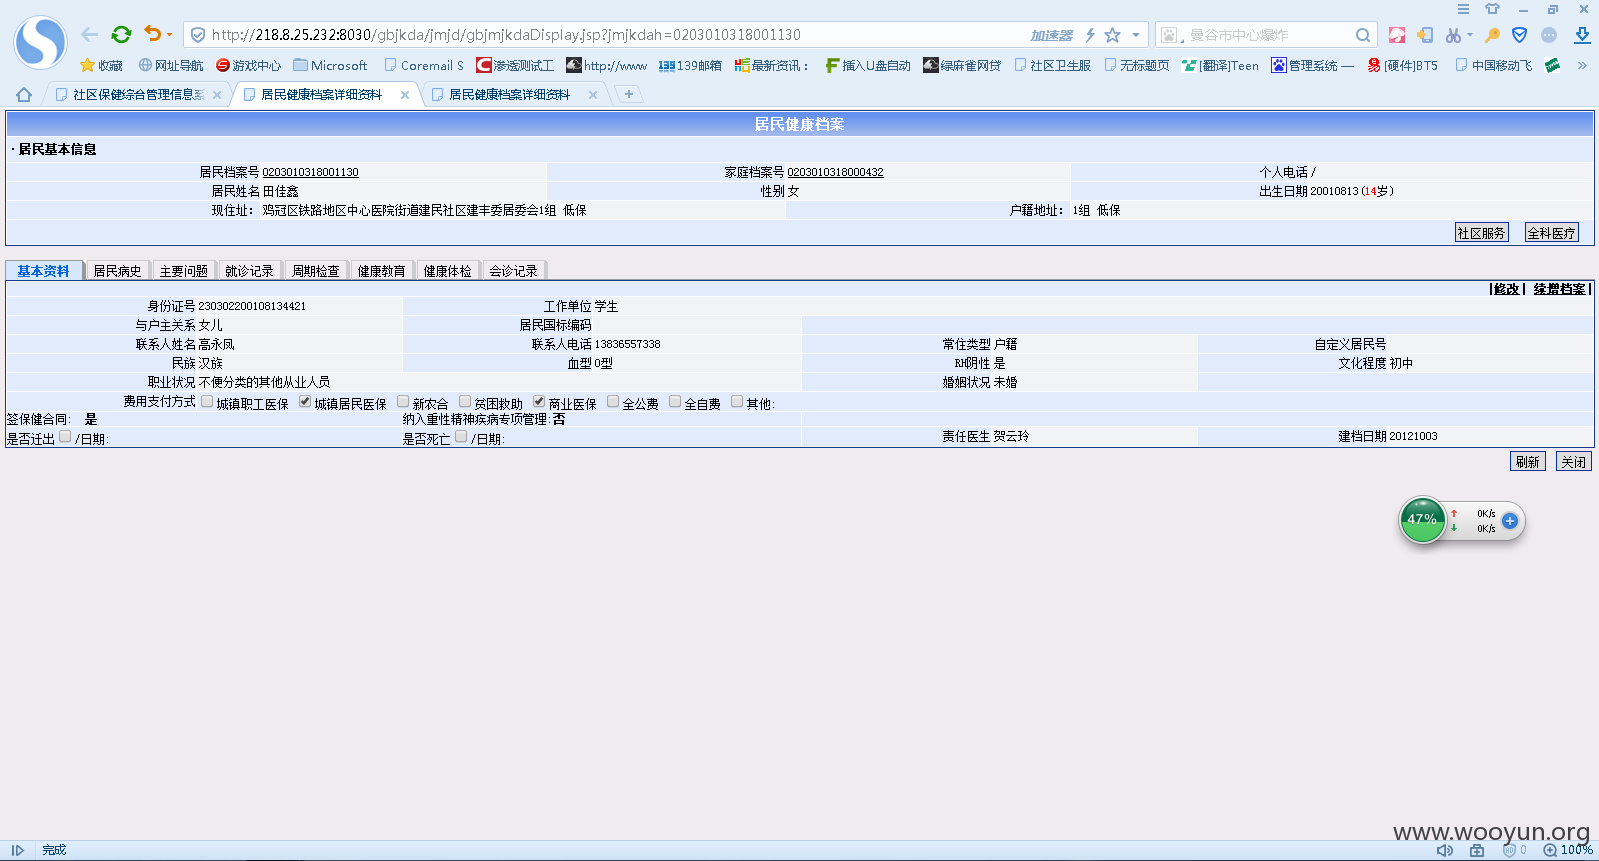 http://218.8.25.232:8030/gbjkda/jmjd/gbjmjkdaDisplay.jsp?jmjkdah=0203010318001130
加速器
曼谷市中心爆炸
收藏 网址导航 游戏中心 Microsoft Coremail S 渗透测试工 http://www 139邮箱 最新资讯： 插入U盘自动 绿麻雀网贷 社区卫生服 无标题页 [翻译]Teen 管理系统 — [硬件]BT5 中国移动飞 »
社区保健综合管理信息系 × 居民健康档案详细资料 × 居民健康档案详细资料 × +
居民健康档案
·居民基本信息
居民档案号 0203010318001130 家庭档案号 0203010318000432 个人电话 /
居民姓名 田佳鑫 性别 女 出生日期 20010813(14岁)
现住址： 鸡冠区铁路地区中心医院街道建民社区建丰委居委会1组 低保 户籍地址： 1组 低保
社区服务 全科医疗
基本资料 居民病史 主要问题 就诊记录 周期检查 健康教育 健康体检 会诊记录
|修改| 续增档案|
身份证号 230302200108134421 工作单位 学生
与户主关系 女儿 居民国标编码
联系人姓名 高永凤 联系人电话 13836557338 常住类型 户籍 自定义居民号
民族 汉族 血型 O型 RH阴性 是 文化程度 初中
职业状况 不便分类的其他从业人员 婚姻状况 未婚
费用支付方式 城镇职工医保 城镇居民医保 新农合 贫困救助 商业医保 全公费 全自费 其他:
签保健合同: 是 纳入重性精神疾病专项管理:否
是否迁出 /日期: 是否死亡 /日期: 责任医生 贺云玲 建档日期 20121003
刷新 关闭
47% 0K/s
0K/s
www.wooyun.org
完成 0 100%